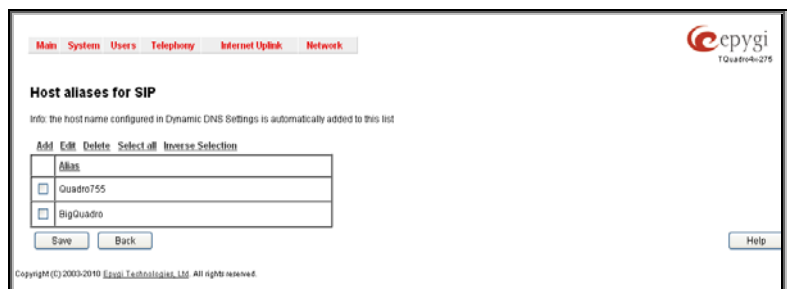 Main System Users Telephony Internet Uplink Network
epygi
Host aliases for SIP
Info: the host name configured in Dynamic DNS Settings is automatically added to this list
Add Edit Delete Select all Inverse Selection
Alias
Quadro755
BigQuadro
Save Back
Help
Copyright (C) 2003-2010 Epygi Technologies, Ltd. All rights reserved.